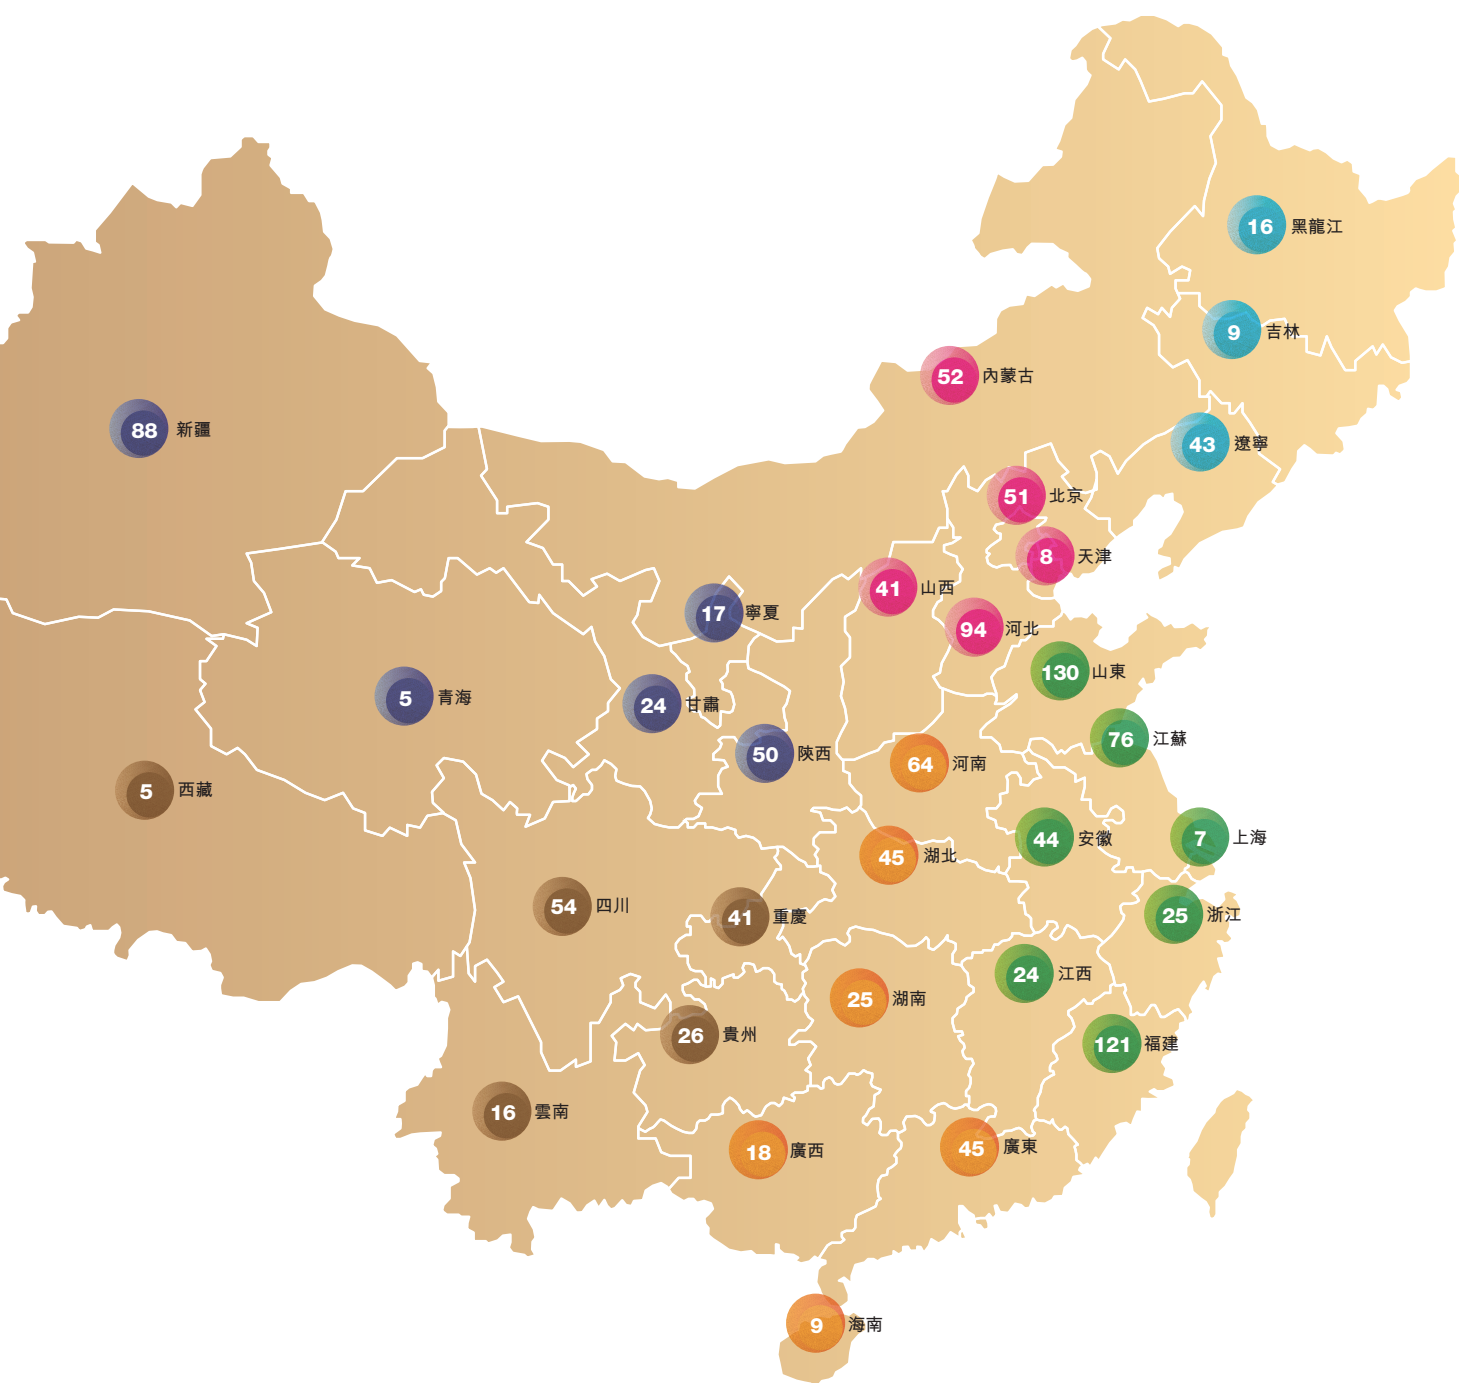 16 黑龍江
9 吉林
52 內蒙古
88 新疆
43 遼寧
51 北京
8 天津
41 山西
17 寧夏
94 河北
130 山東
5 青海
24 甘肅
76 江蘇
50 陝西
64 河南
5 西藏
44 安徽
7 上海
45 湖北
54 四川
41 重慶
25 浙江
24 江西
25 湖南
26 貴州
121 福建
16 雲南
18 廣西
45 廣東
9 海南